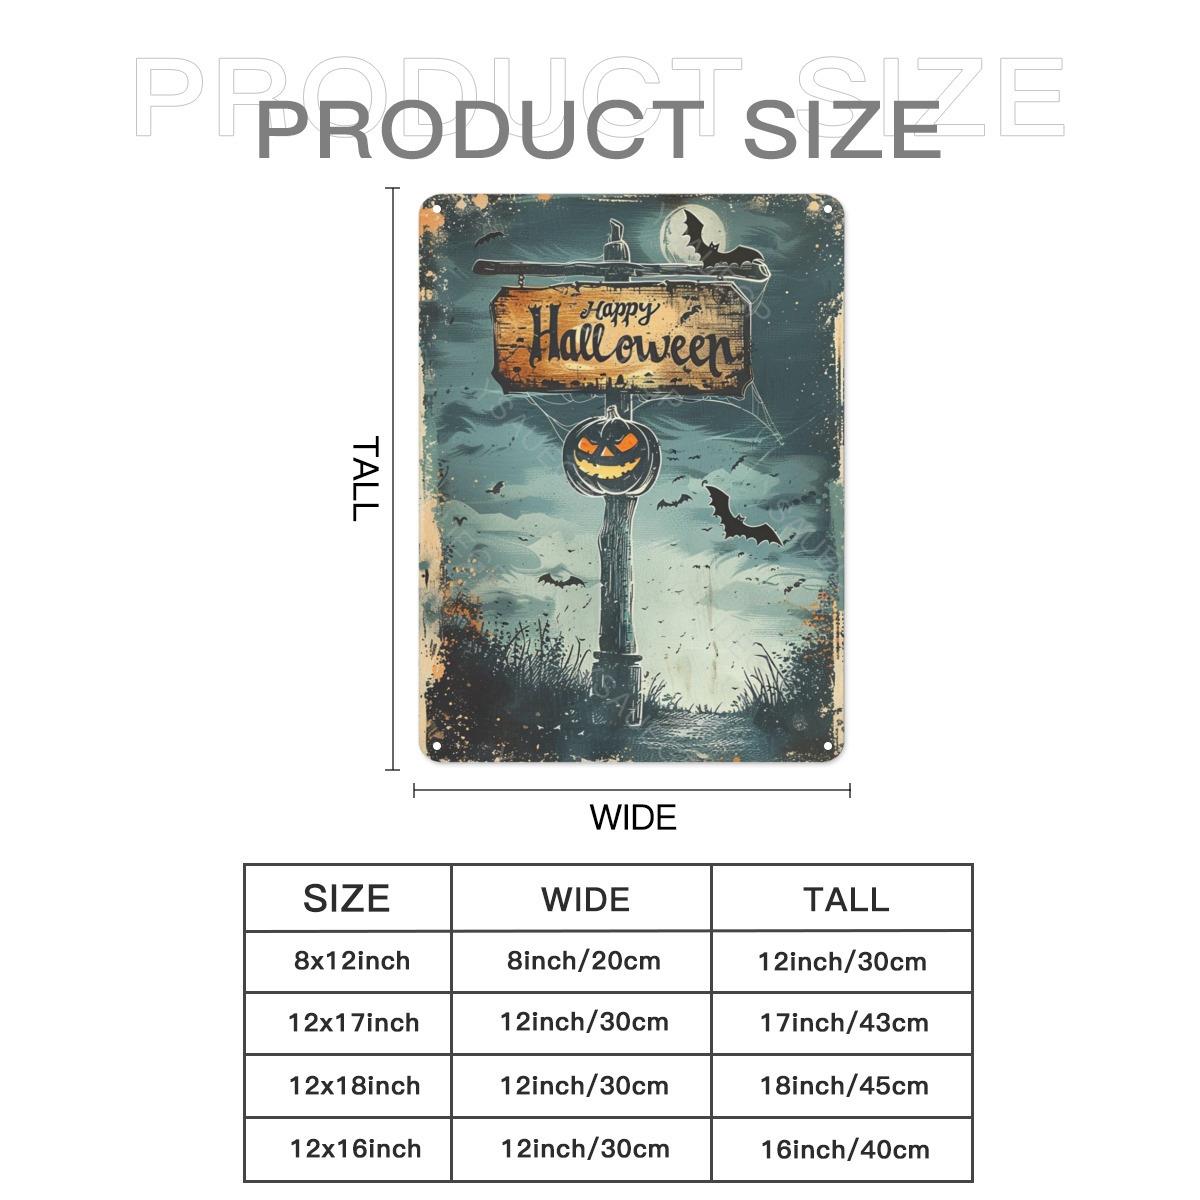 PRODUCT SIZE
PRODUCT SIZE
Happy
Halloween
TALL
WIDE
SIZE WIDE TALL
8x12inch 8inch/20cm 12inch/30cm
12x17inch 12inch/30cm 17inch/43cm
12x18inch 12inch/30cm 18inch/45cm
12x16inch 12inch/30cm 16inch/40cm